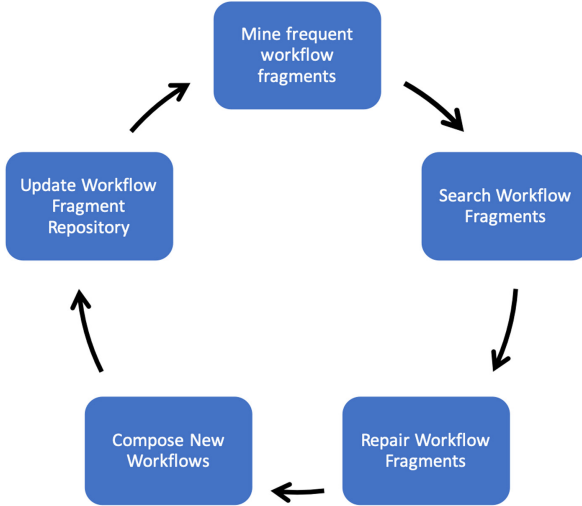 Mine frequent
workflow
fragments
Search Workflow
Fragments
Repair Workflow
Fragments
Compose New
Workflows
Update Workflow
Fragment
Repository